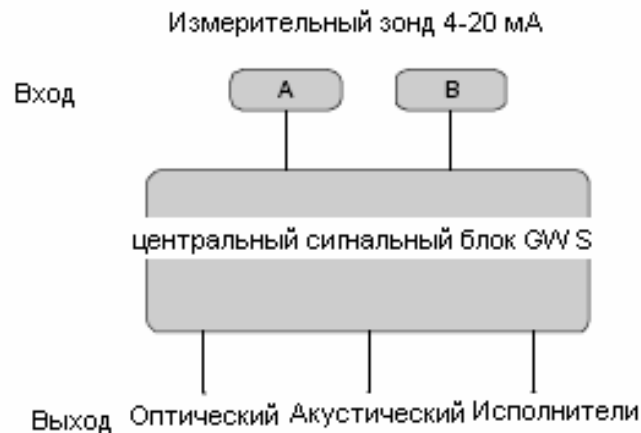 Измерительный зонд 4-20 мА
Вход A B
центральный сигнальный блок GW S
Выход Оптический Акустический Исполнители